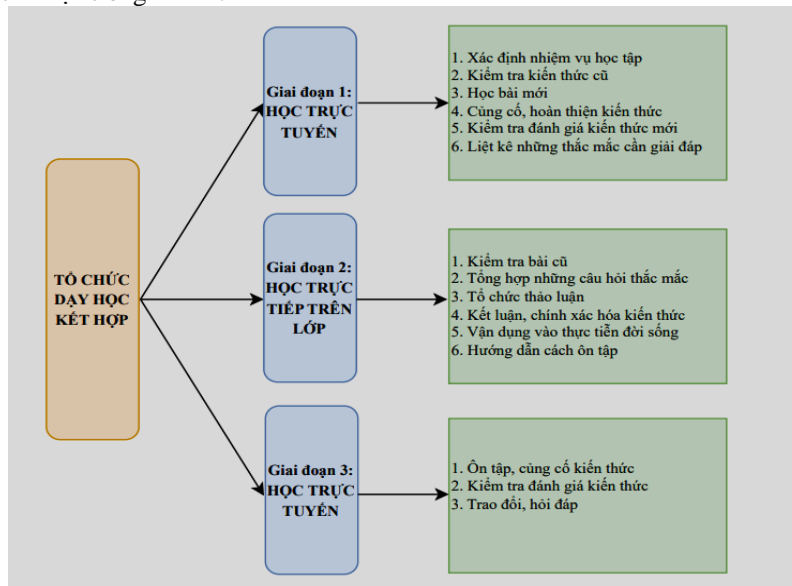 TỔ CHỨC
DẠY HỌC
KẾT HỢP
Giai đoạn 1:
HỌC TRỰC
TUYẾN
1. Xác định nhiệm vụ học tập
2. Kiểm tra kiến thức cũ
3. Học bài mới
4. Củng cố, hoàn thiện kiến thức
5. Kiểm tra đánh giá kiến thức mới
6. Liệt kê những thắc mắc cần giải đáp
Giai đoạn 2:
HỌC TRỰC
TIẾP TRÊN
LỚP
1. Kiểm tra bài cũ
2. Tổng hợp những câu hỏi thắc mắc
3. Tổ chức thảo luận
4. Kết luận, chính xác hóa kiến thức
5. Vận dụng vào thực tiễn đời sống
6. Hướng dẫn cách ôn tập
Giai đoạn 3:
HỌC TRỰC
TUYẾN
1. Ôn tập, củng cố kiến thức
2. Kiểm tra đánh giá kiến thức
3. Trao đổi, hỏi đáp